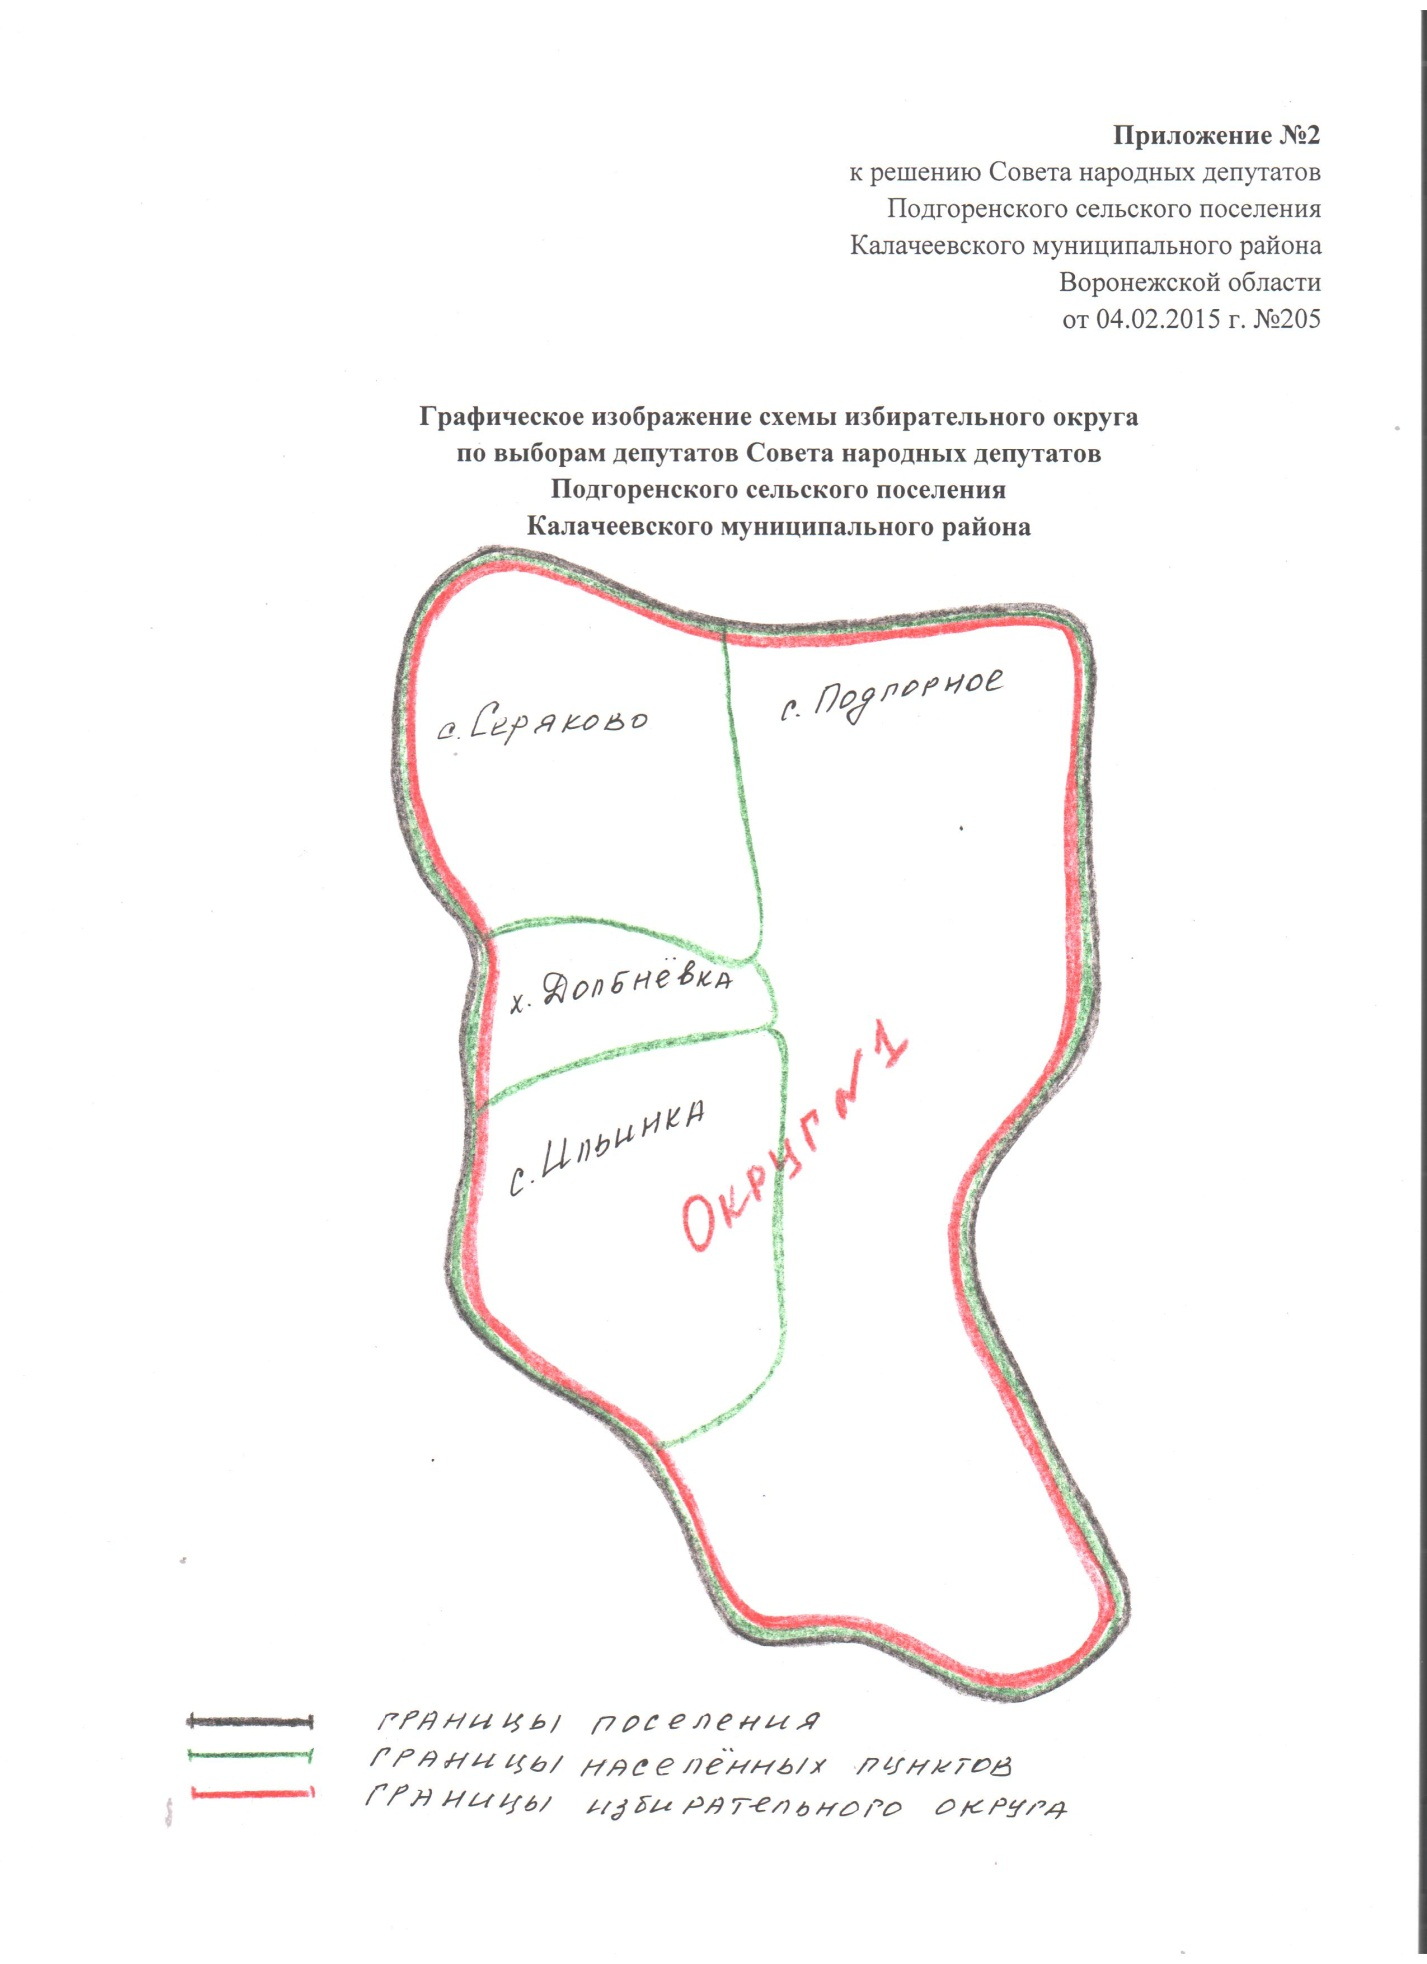 Приложение №2
к решению Совета народных депутатов
Подгоренского сельского поселения
Калачеевского муниципального района
Воронежской области
от 04.02.2015 г. №205
Графическое изображение схемы избирательного округа
по выборам депутатов Совета народных депутатов
Подгоренского сельского поселения
Калачеевского муниципального района
с. Серяково
с. Подгорное
х. Долбнёвка
с. Ильинка
Округ N 1
границы поселения
границы населённых пунктов
границы избирательного округа